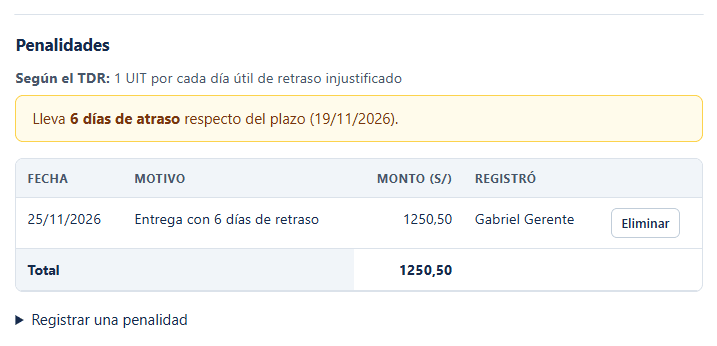 Penalidades
Según el TDR: 1 UIT por cada día útil de retraso injustificado
Lleva 6 días de atraso respecto del plazo (19/11/2026).
FECHA MOTIVO MONTO (S/) REGISTRÓ
25/11/2026 Entrega con 6 días de retraso 1250,50 Gabriel Gerente Eliminar
Total 1250,50
Registrar una penalidad